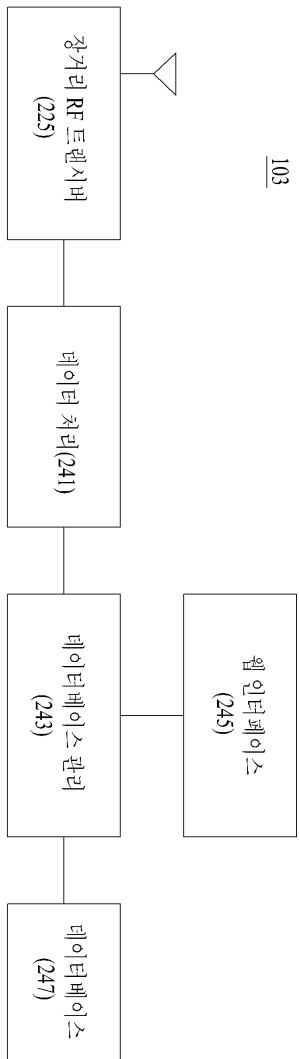 103
장거리 RF 트랜시버
(225)
데이터 처리(241)
웹 인터페이스
(245)
데이터베이스 관리
(243)
데이터베이스
(247)